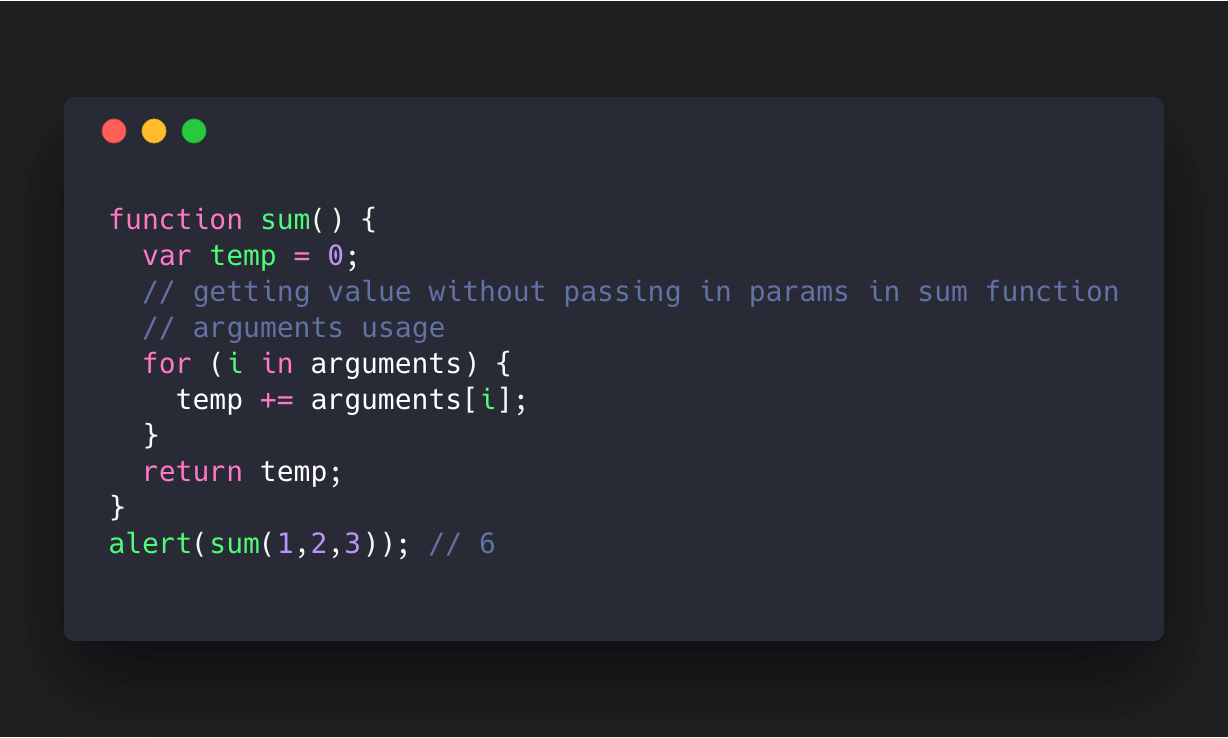 function sum() {
  var temp = 0;
  // getting value without passing in params in sum function
  // arguments usage
  for (i in arguments) {
    temp += arguments[i];
  }
  return temp;
}
alert(sum(1,2,3)); // 6